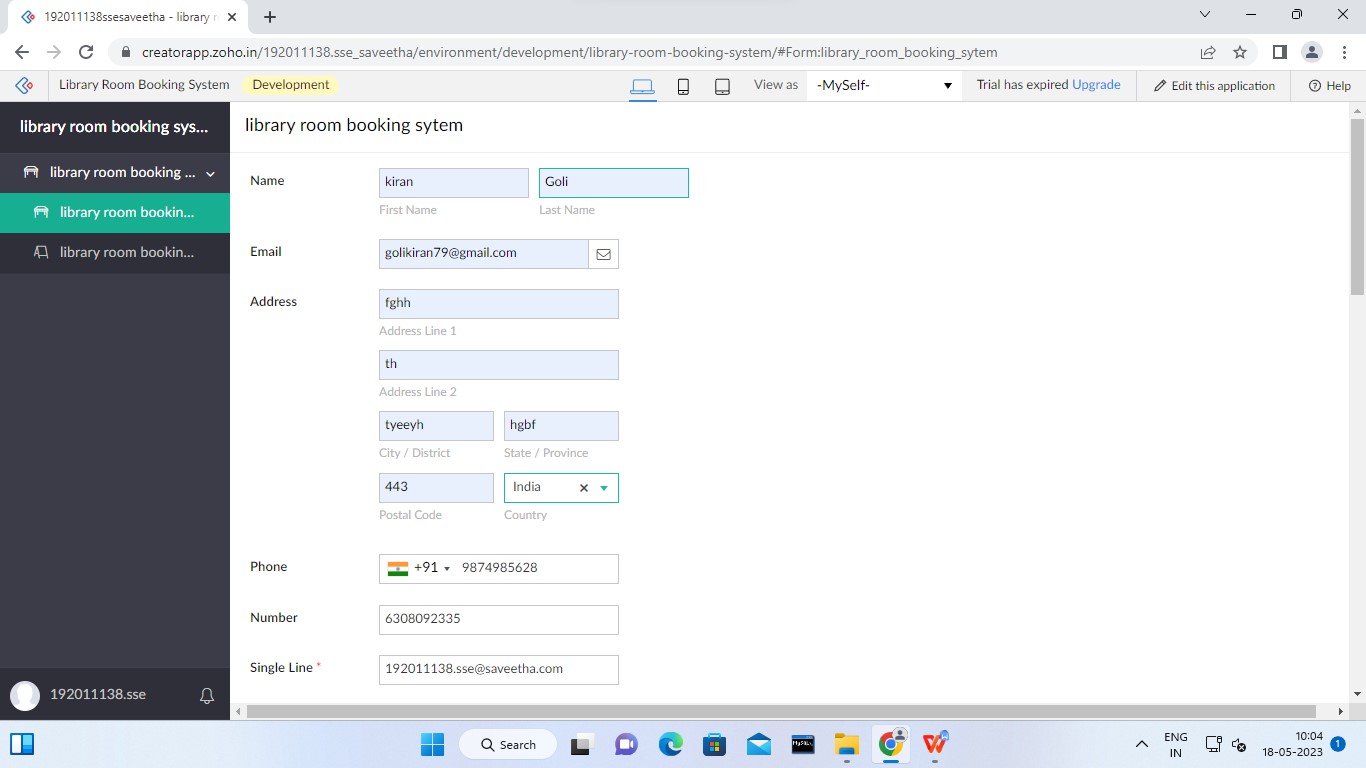 192011138ssesaveetha - library r
creatorapp.zoho.in/192011138.sse_saveetha/environment/development/library-room-booking-system/#Form:library_room_booking_sytem
Library Room Booking System Development View as -MySelf- Trial has expired Upgrade Edit this application Help
library room booking sys...
library room booking ...
library room bookin...
library room bookin...
192011138.sse
library room booking sytem
Name kiran Goli
First Name Last Name
Email golikiran79@gmail.com
Address fghh
Address Line 1
th
Address Line 2
tyeeyh hgbf
City / District State / Province
443 India
Postal Code Country
Phone +91 9874985628
Number 6308092335
Single Line * 192011138.sse@saveetha.com
Search
ENG
IN
10:04
18-05-2023
1